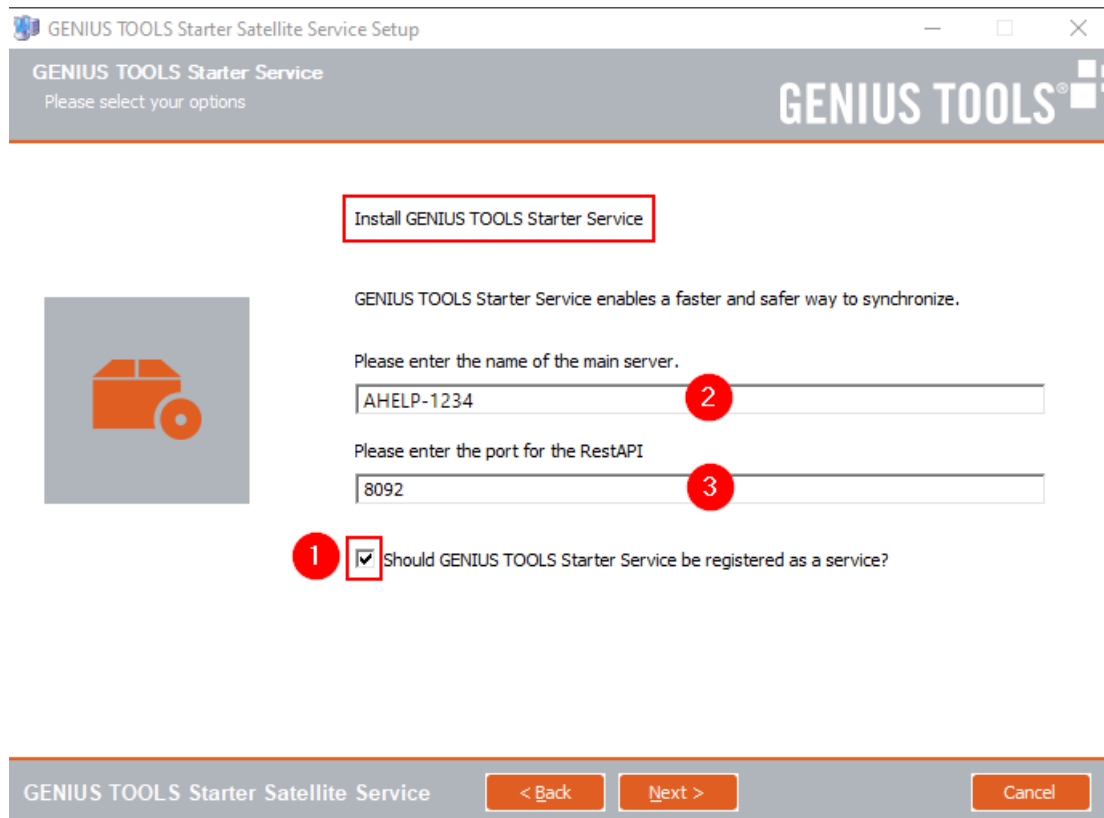 GENIUS TOOLS Starter Satellite Service Setup
GENIUS TOOLS Starter Service
Please select your options
GENIUS TOOLS®
Install GENIUS TOOLS Starter Service
GENIUS TOOLS Starter Service enables a faster and safer way to synchronize.
Please enter the name of the main server.
AHELP-1234
2
Please enter the port for the RestAPI
8092
3
1
Should GENIUS TOOLS Starter Service be registered as a service?
GENIUS TOOLS Starter Satellite Service
< Back
Next >
Cancel